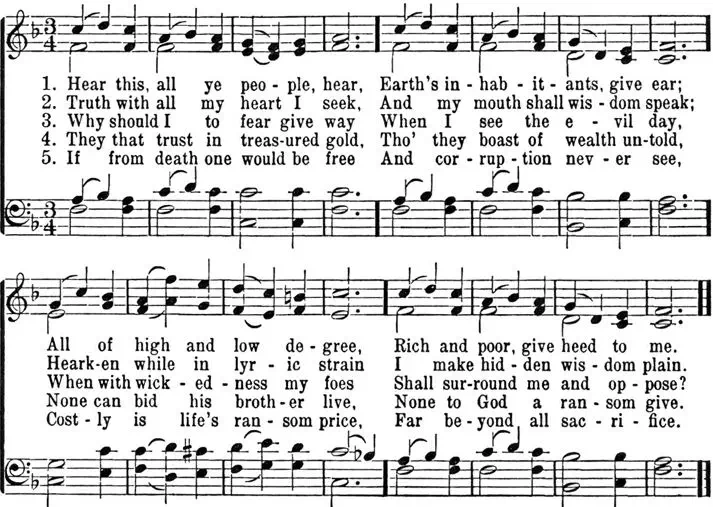 3
4
1. Hear this, all ye peo - ple, hear, Earth's in - hab - it - ants, give ear;
2. Truth with all my heart I seek, And my mouth shall wis - dom speak;
3. Why should I to fear give way When I see the e - vil day,
4. They that trust in treas - ured gold, Tho' they boast of wealth un - told,
5. If from death one would be free And cor - rup - tion nev - er see,
3
4
All of high and low de - gree, Rich and poor, give heed to me.
Heark - en while in lyr - ic strain I make hid - den wis - dom plain.
When with wick - ed - ness my foes Shall sur - round me and op - pose?
None can bid his broth - er live, None to God a ran - som give.
Cost - ly is life's ran - som price, Far be - yond all sac - ri - fice.